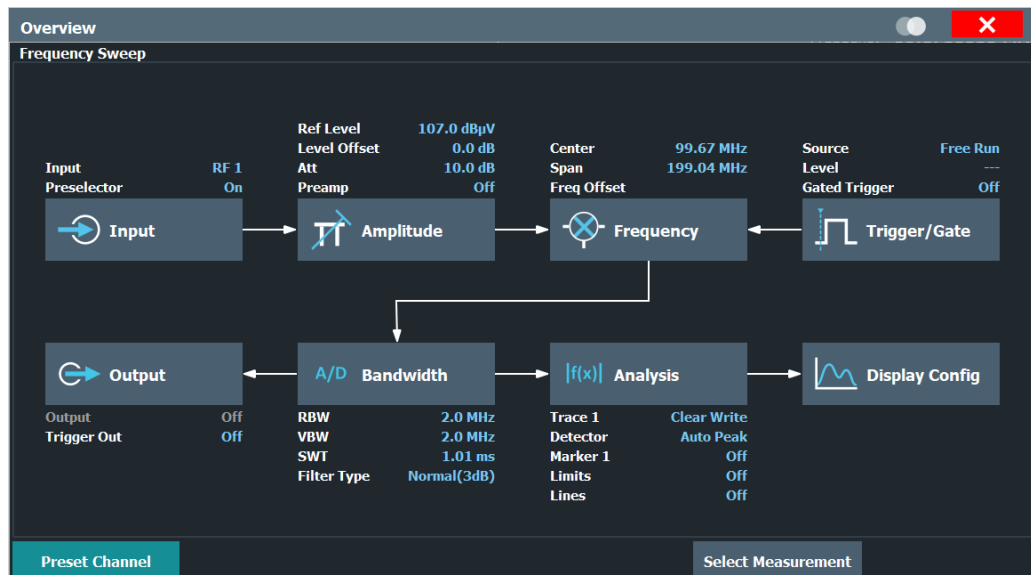 Overview
Frequency Sweep
Input RF 1
Preselector On
Input
Ref Level 107.0 dBµV
Level Offset 0.0 dB
Att 10.0 dB
Preamp Off
Amplitude
Center 99.67 MHz
Span 199.04 MHz
Freq Offset
Frequency
Source Free Run
Level ---
Gated Trigger Off
Trigger/Gate
Output
Output Off
Trigger Out Off
A/D Bandwidth
RBW 2.0 MHz
VBW 2.0 MHz
SWT 1.01 ms
Filter Type Normal(3dB)
|f(x)| Analysis
Trace 1 Clear Write
Detector Auto Peak
Marker 1 Off
Limits Off
Lines Off
Display Config
Preset Channel
Select Measurement